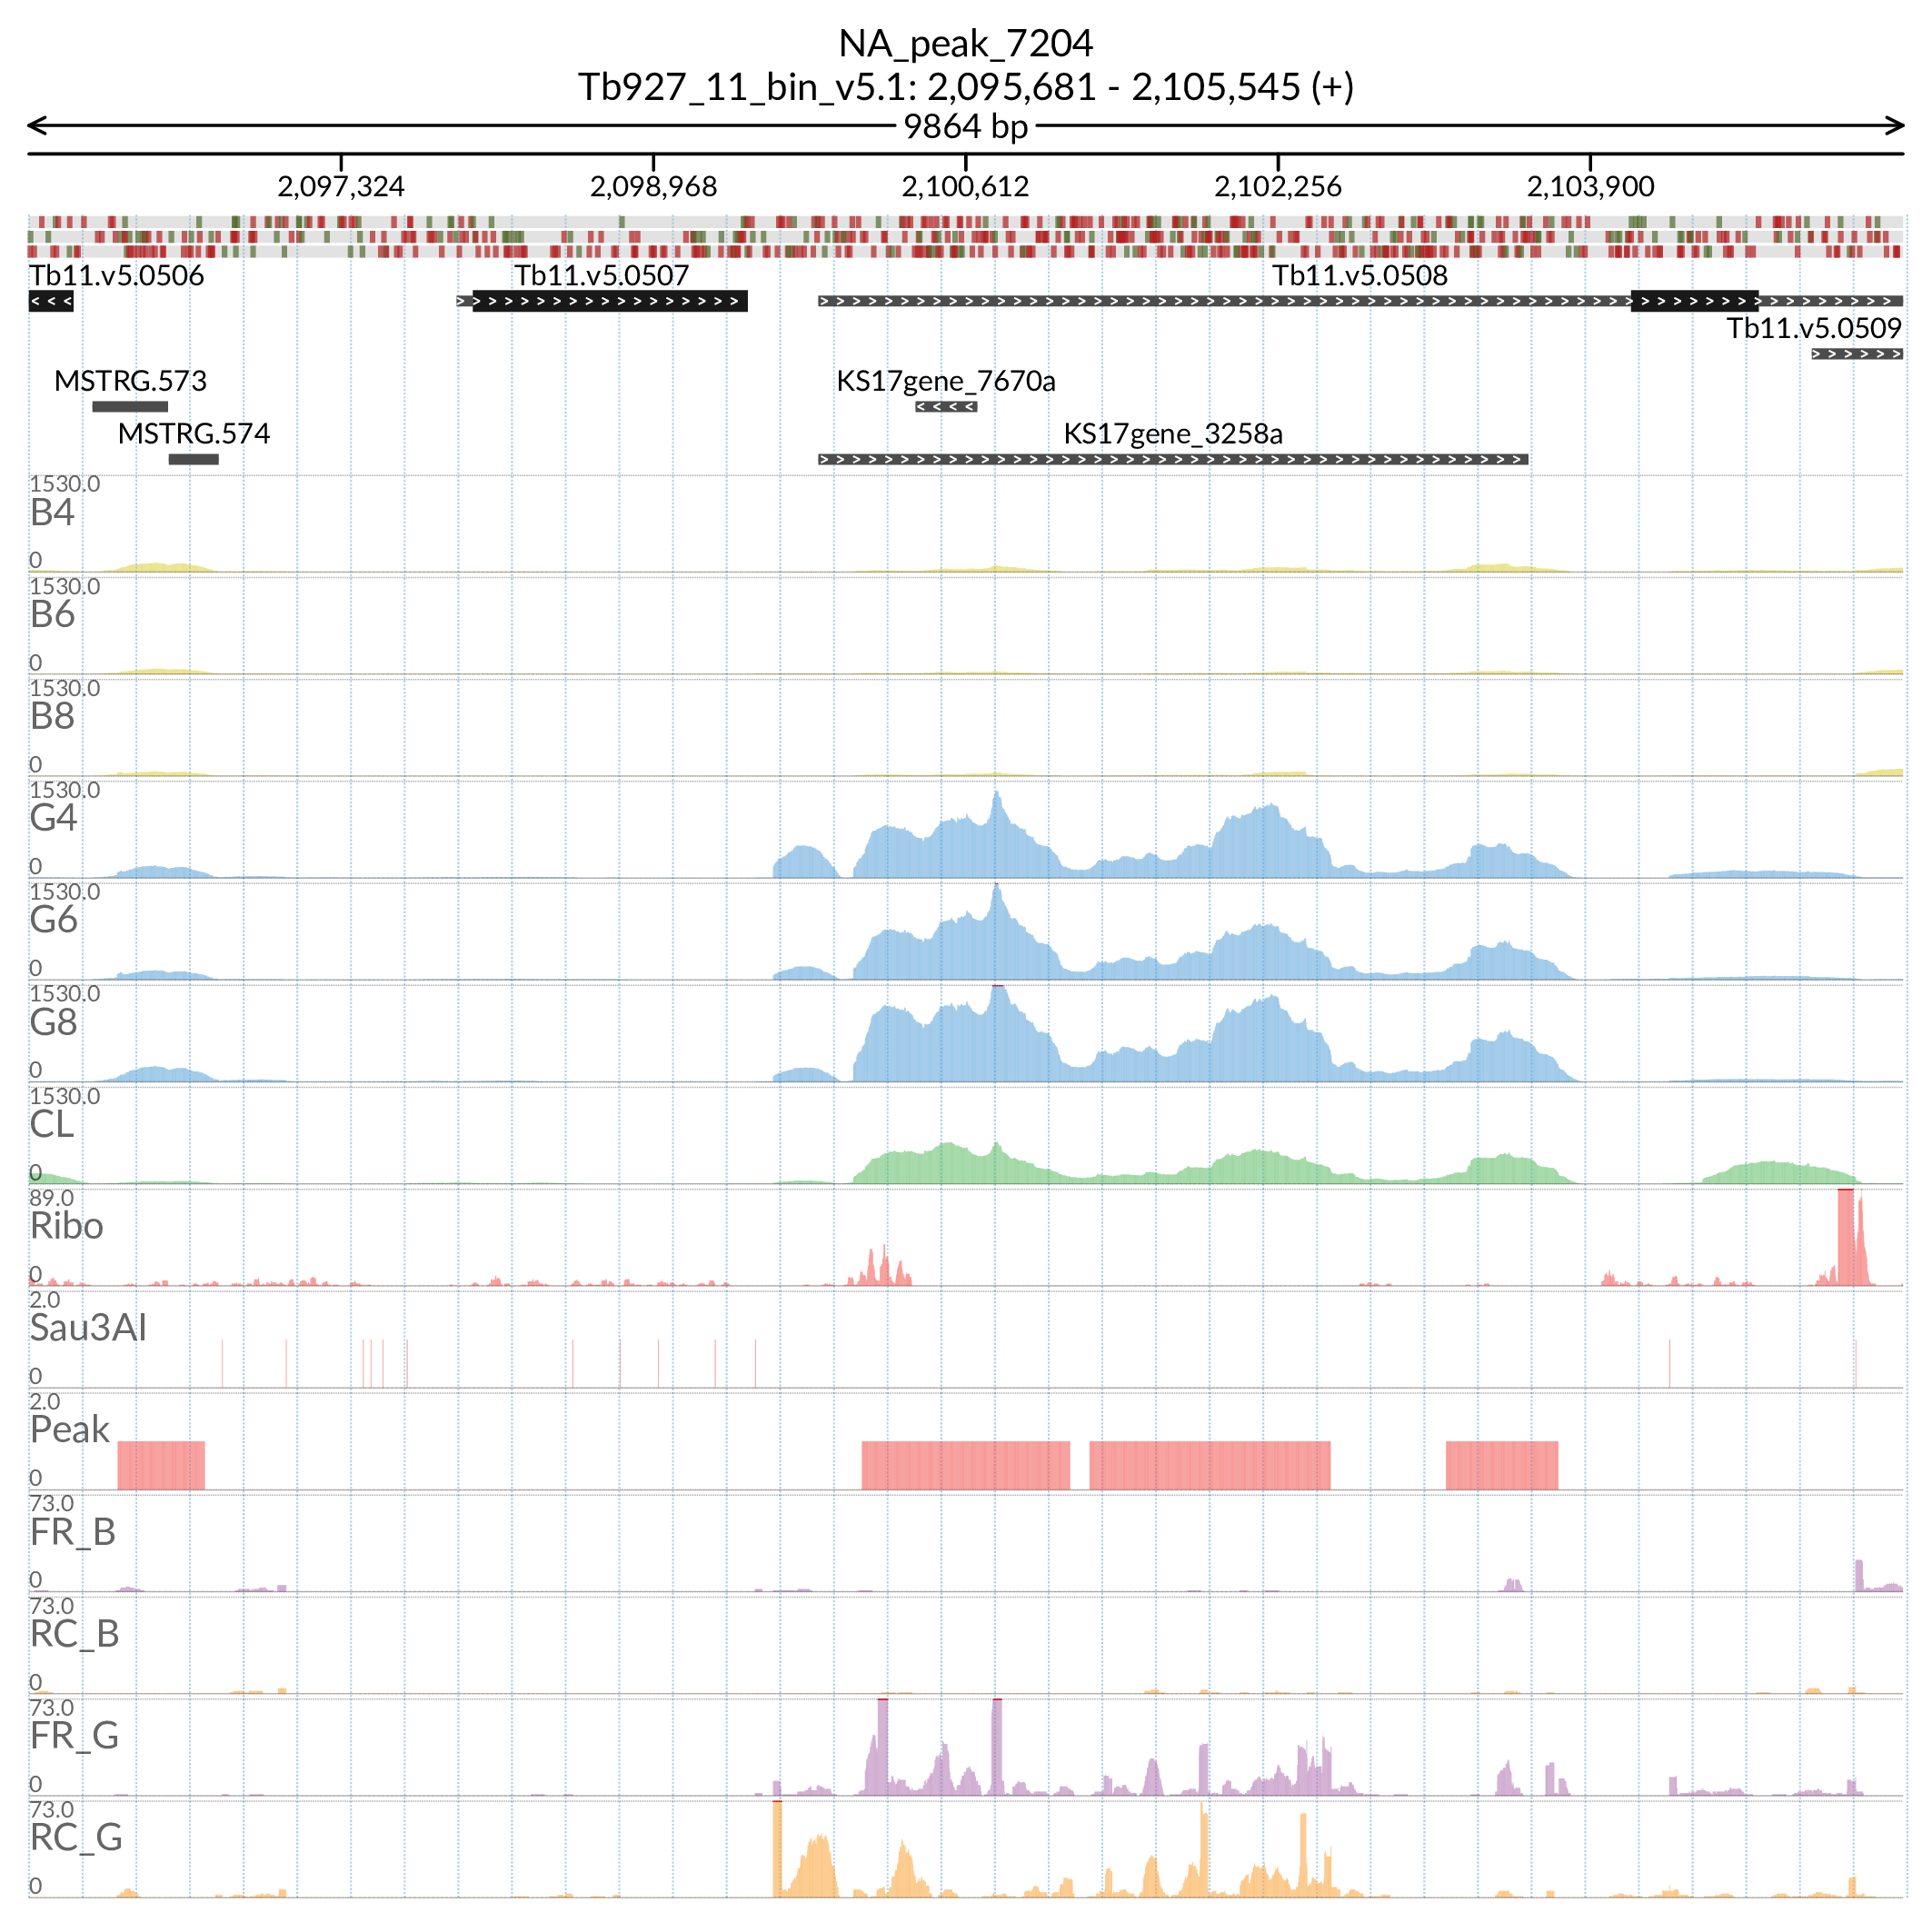 NA_peak_7204
Tb927_11_bin_v5.1: 2,095,681 - 2,105,545 (+)
9864 bp
2,097,324 2,098,968 2,100,612 2,102,256 2,103,900
Tb11.v5.0506 Tb11.v5.0507 Tb11.v5.0508
Tb11.v5.0509
MSTRG.573 KS17gene_7670a
MSTRG.574 KS17gene_3258a
1530.0
B4
0
1530.0
B6
0
1530.0
B8
0
1530.0
G4
0
1530.0
G6
0
1530.0
G8
0
1530.0
CL
0
89.0
Ribo
0
2.0
Sau3AI
0
2.0
Peak
0
73.0
FR_B
0
73.0
RC_B
0
73.0
FR_G
0
73.0
RC_G
0